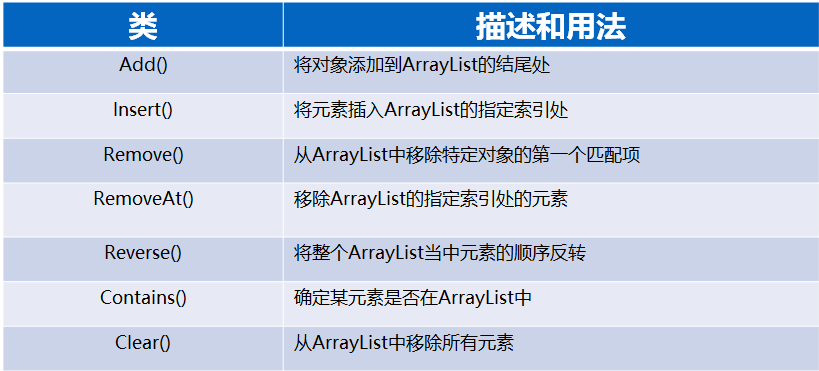 类 描述和用法
Add() 将对象添加到ArrayList的结尾处
Insert() 将元素插入ArrayList的指定索引处
Remove() 从ArrayList中移除特定对象的第一个匹配项
RemoveAt() 移除ArrayList的指定索引处的元素
Reverse() 将整个ArrayList当中元素的顺序反转
Contains() 确定某元素是否在ArrayList中
Clear() 从ArrayList中移除所有元素